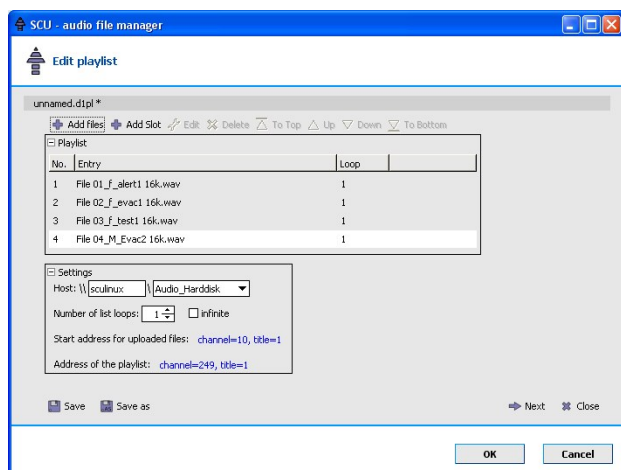 SCU - audio file manager
Edit playlist
unnamed.d1pl *
Add files Add Slot Edit Delete To Top Up Down To Bottom
Playlist
No. Entry Loop
1 File 01_f_alert1 16k.wav 1
2 File 02_f_evac1 16k.wav 1
3 File 03_f_test1 16k.wav 1
4 File 04_M_Evac2 16k.wav 1
Settings
Host: \\ sculinux \ Audio_Harddisk
Number of list loops: 1 infinite
Start address for uploaded files: channel=10, title=1
Address of the playlist: channel=249, title=1
Save Save as Next Close
OK Cancel